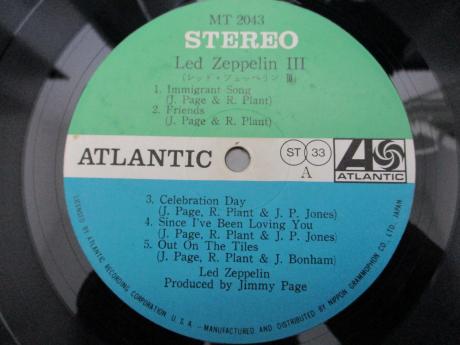 MT 2043
STEREO
Led Zeppelin III
(レッド・ツェッペリン Ⅲ)
1. Immigrant Song
(J. Page & R. Plant)
2. Friends
(J. Page & R. Plant)
ATLANTIC
ST 33
A
ATLANTIC
3. Celebration Day
(J. Page, R. Plant & J. P. Jones)
4. Since I've Been Loving You
(J. Page, R. Plant & J. P. Jones)
5. Out On The Tiles
(J. Page, R. Plant & J. Bonham)
Led Zeppelin
Produced by Jimmy Page
LICENSED BY ATLANTIC RECORDING CORPORATION U.S.A. -MANUFACTURED AND DISTRIBUTED BY NIPPON GRAMMOPHON CO. LTD. JAPAN